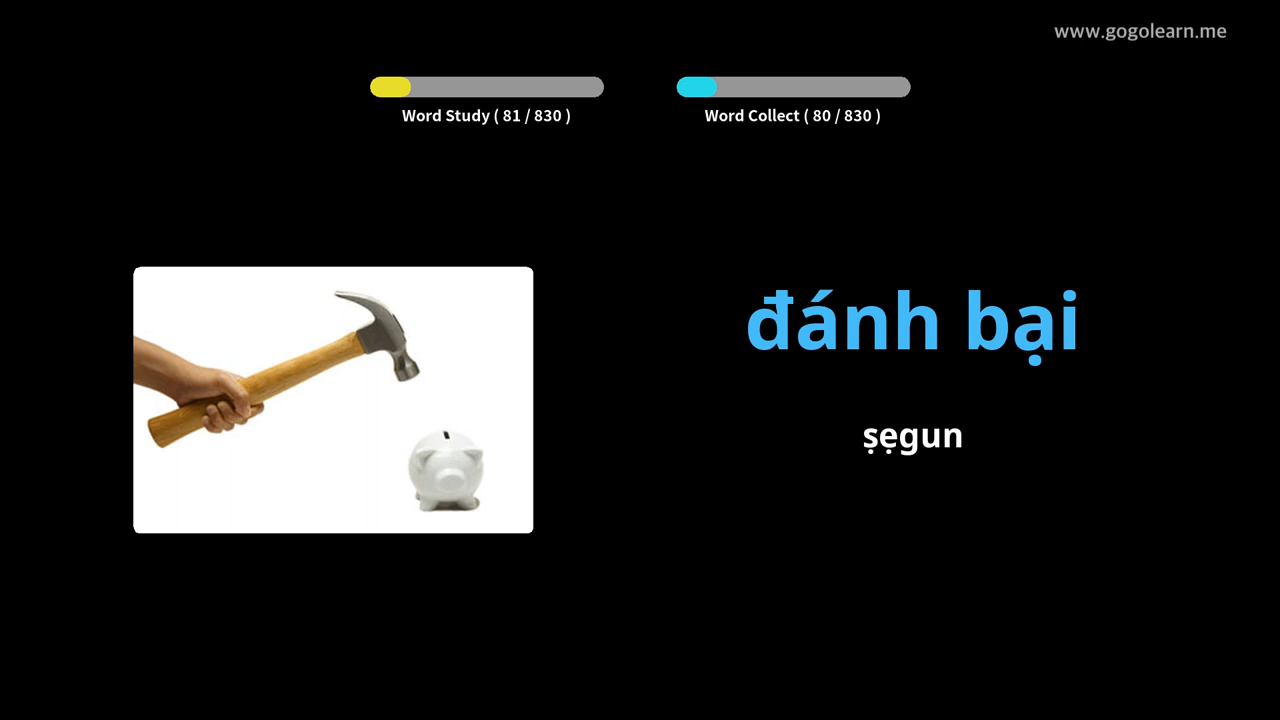 www.gogolearn.me
Word Study ( 81 / 830 )
Word Collect ( 80 / 830 )
đánh bại
ṣẹgun